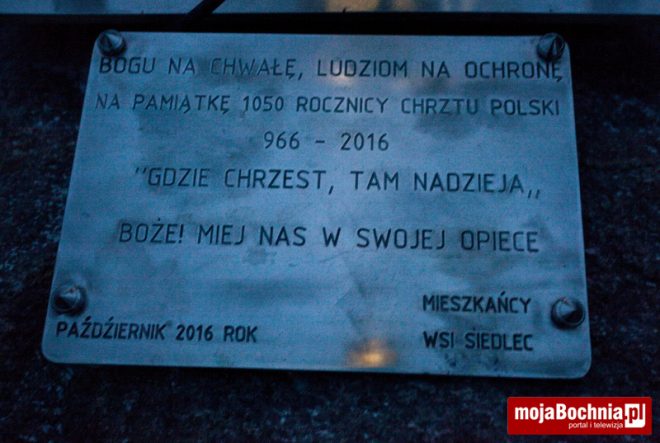 BOGU NA CHWAŁĘ, LUDZIOM NA OCHRONĘ
NA PAMIĄTKĘ 1050 ROCZNICY CHRZTU POLSKI
966 - 2016
"GDZIE CHRZEST, TAM NADZIEJA„
BOŻE! MIEJ NAS W SWOJEJ OPIECE
MIESZKAŃCY
PAŹDZIERNIK 2016 ROK
WSI SIEDLEC
mojaBochnia.pl
portal i telewizja